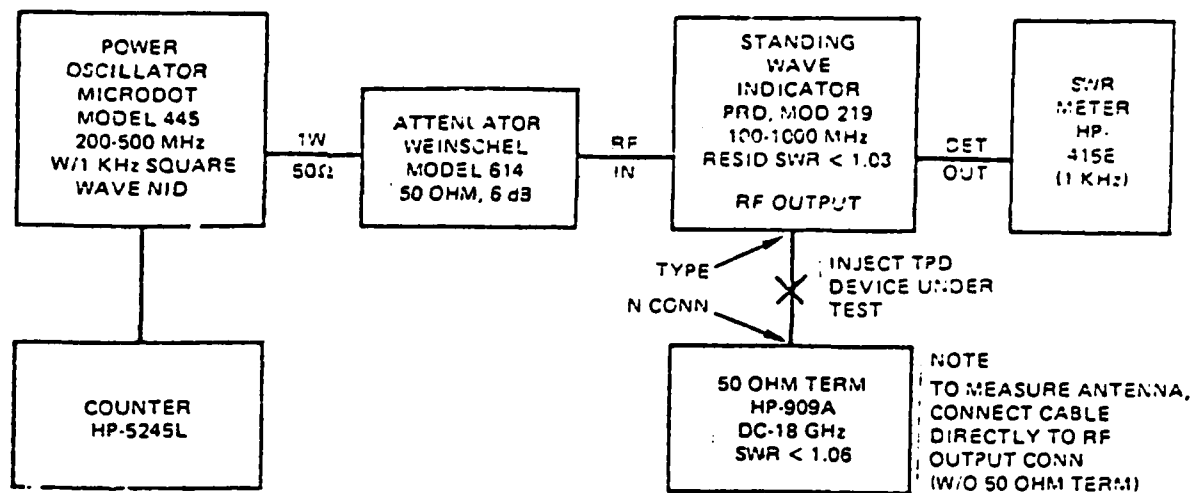 POWER
OSCILLATOR
MICRODOT
MODEL 445
200-500 MHz
W/1 KHz SQUARE
WAVE NID
1W
50Ω
ATTENUATOR
WEINSCHEL
MODEL 614
50 OHM, 6 dB
RF
IN
STANDING
WAVE
INDICATOR
PRD, MOD 219
100-1000 MHz
RESID SWR < 1.03
RF OUTPUT
DET
OUT
SWR
METER
HP-
415E
(1 KHz)
TYPE
N CONN
INJECT TPD
DEVICE UNDER
TEST
COUNTER
HP-5245L
50 OHM TERM
HP-909A
DC-18 GHz
SWR < 1.06
NOTE
TO MEASURE ANTENNA,
CONNECT CABLE
DIRECTLY TO RF
OUTPUT CONN
(W/O 50 OHM TERM)